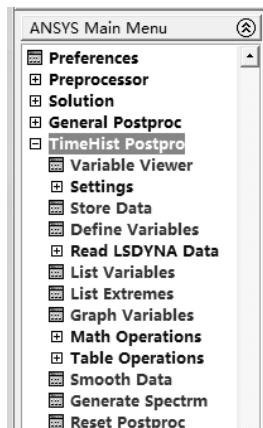 ANSYS Main Menu
Preferences
Preprocessor
Solution
General Postproc
TimeHist Postpro
Variable Viewer
Settings
Store Data
Define Variables
Read LSDYNA Data
List Variables
List Extremes
Graph Variables
Math Operations
Table Operations
Smooth Data
Generate Spectrm
Reset Postproc